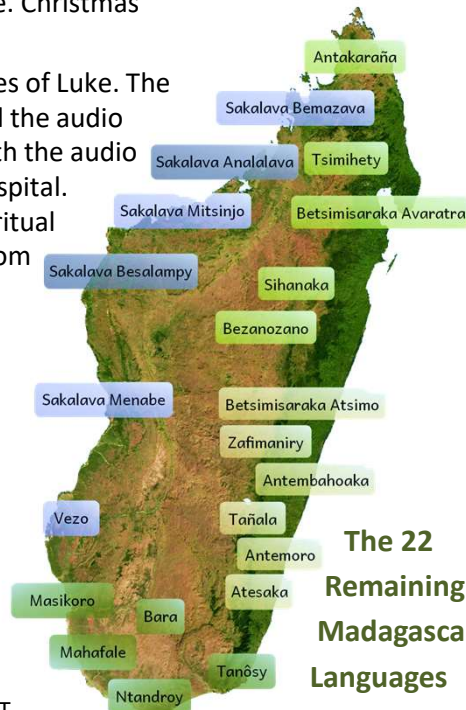 e. Christmas
es of Luke. The
the audio
th the audio
spital.
ritual
om
Antakaraña
Sakalava Bemazava
Sakalava Analalava
Tsimihety
Sakalava Mitsinjo
Betsimisaraka Avaratra
Sakalava Besalampy
Sihanaka
Bezanozano
Sakalava Menabe
Betsimisaraka Atsimo
Zafimaniry
Antembahoaka
Vezo
Tañala
Antemoro
Atesaka
Masikoro
Bara
Mahafale
Tanôsy
Ntandroy
The 22
Remaining
Madagasca
Languages